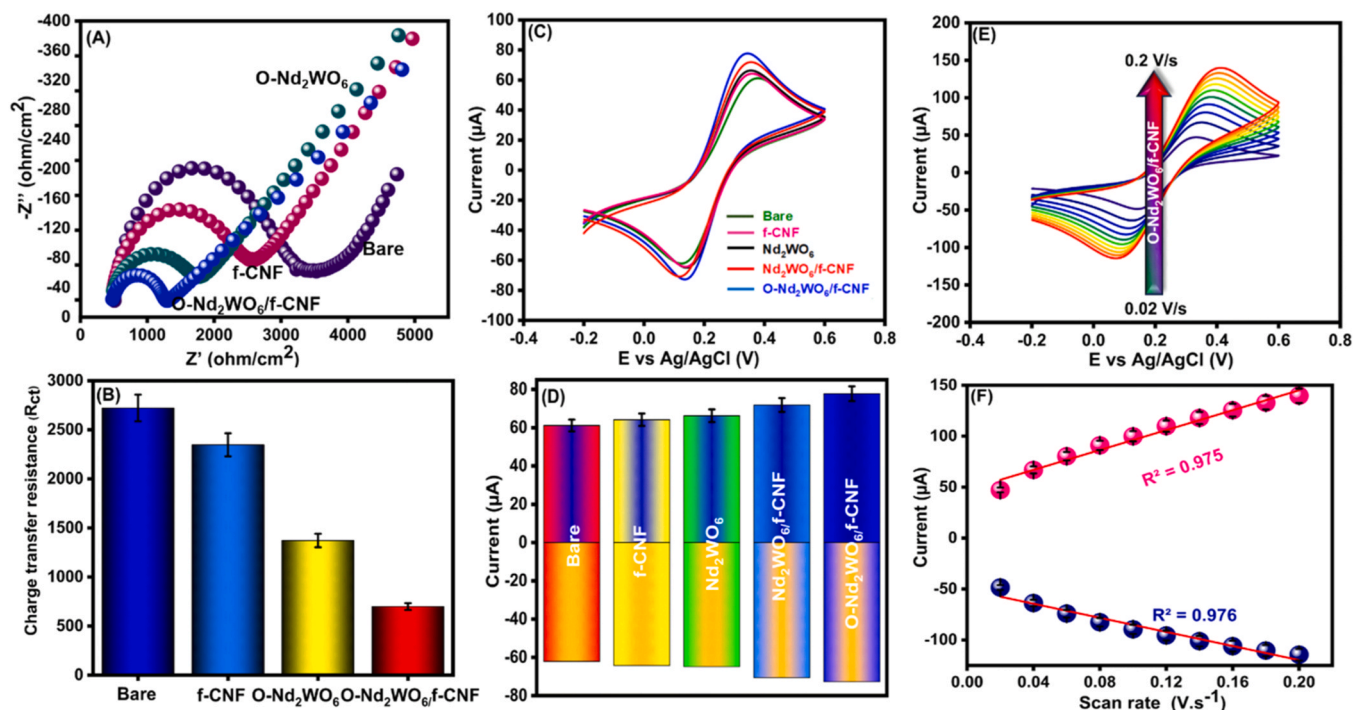 (A)
-400
-360
-320
-280
-240
-200
-160
-120
-80
-40
0
-Z'' (ohm/cm²)
O-Nd₂WO₆
Bare
f-CNF
O-Nd₂WO₆/f-CNF
0 1000 2000 3000 4000 5000
Z' (ohm/cm²)
(C)
100
80
60
40
20
0
-20
-40
-60
-80
-100
Current (µA)
Bare
f-CNF
Nd₂WO₆
Nd₂WO₆/f-CNF
O-Nd₂WO₆/f-CNF
-0.4 -0.2 0.0 0.2 0.4 0.6 0.8
E vs Ag/AgCl (V)
(E)
200
150
100
50
0
-50
-100
-150
-200
Current (µA)
0.2 V/s
O-Nd₂WO₆/f-CNF
0.02 V/s
-0.4 -0.2 0.0 0.2 0.4 0.6 0.8
E vs Ag/AgCl (V)
(B)
3000
2500
2000
1500
1000
500
0
Charge transfer resistance (Rct)
Bare f-CNF O-Nd₂WO₆ O-Nd₂WO₆/f-CNF
(D)
80
60
40
20
0
-20
-40
-60
-80
Current (µA)
Bare
f-CNF
Nd₂WO₆
Nd₂WO₆/f-CNF
O-Nd₂WO₆/f-CNF
(F)
150
100
50
0
-50
-100
Current (µA)
R² = 0.975
R² = 0.976
0.00 0.04 0.08 0.12 0.16 0.20
Scan rate (V.s⁻¹)